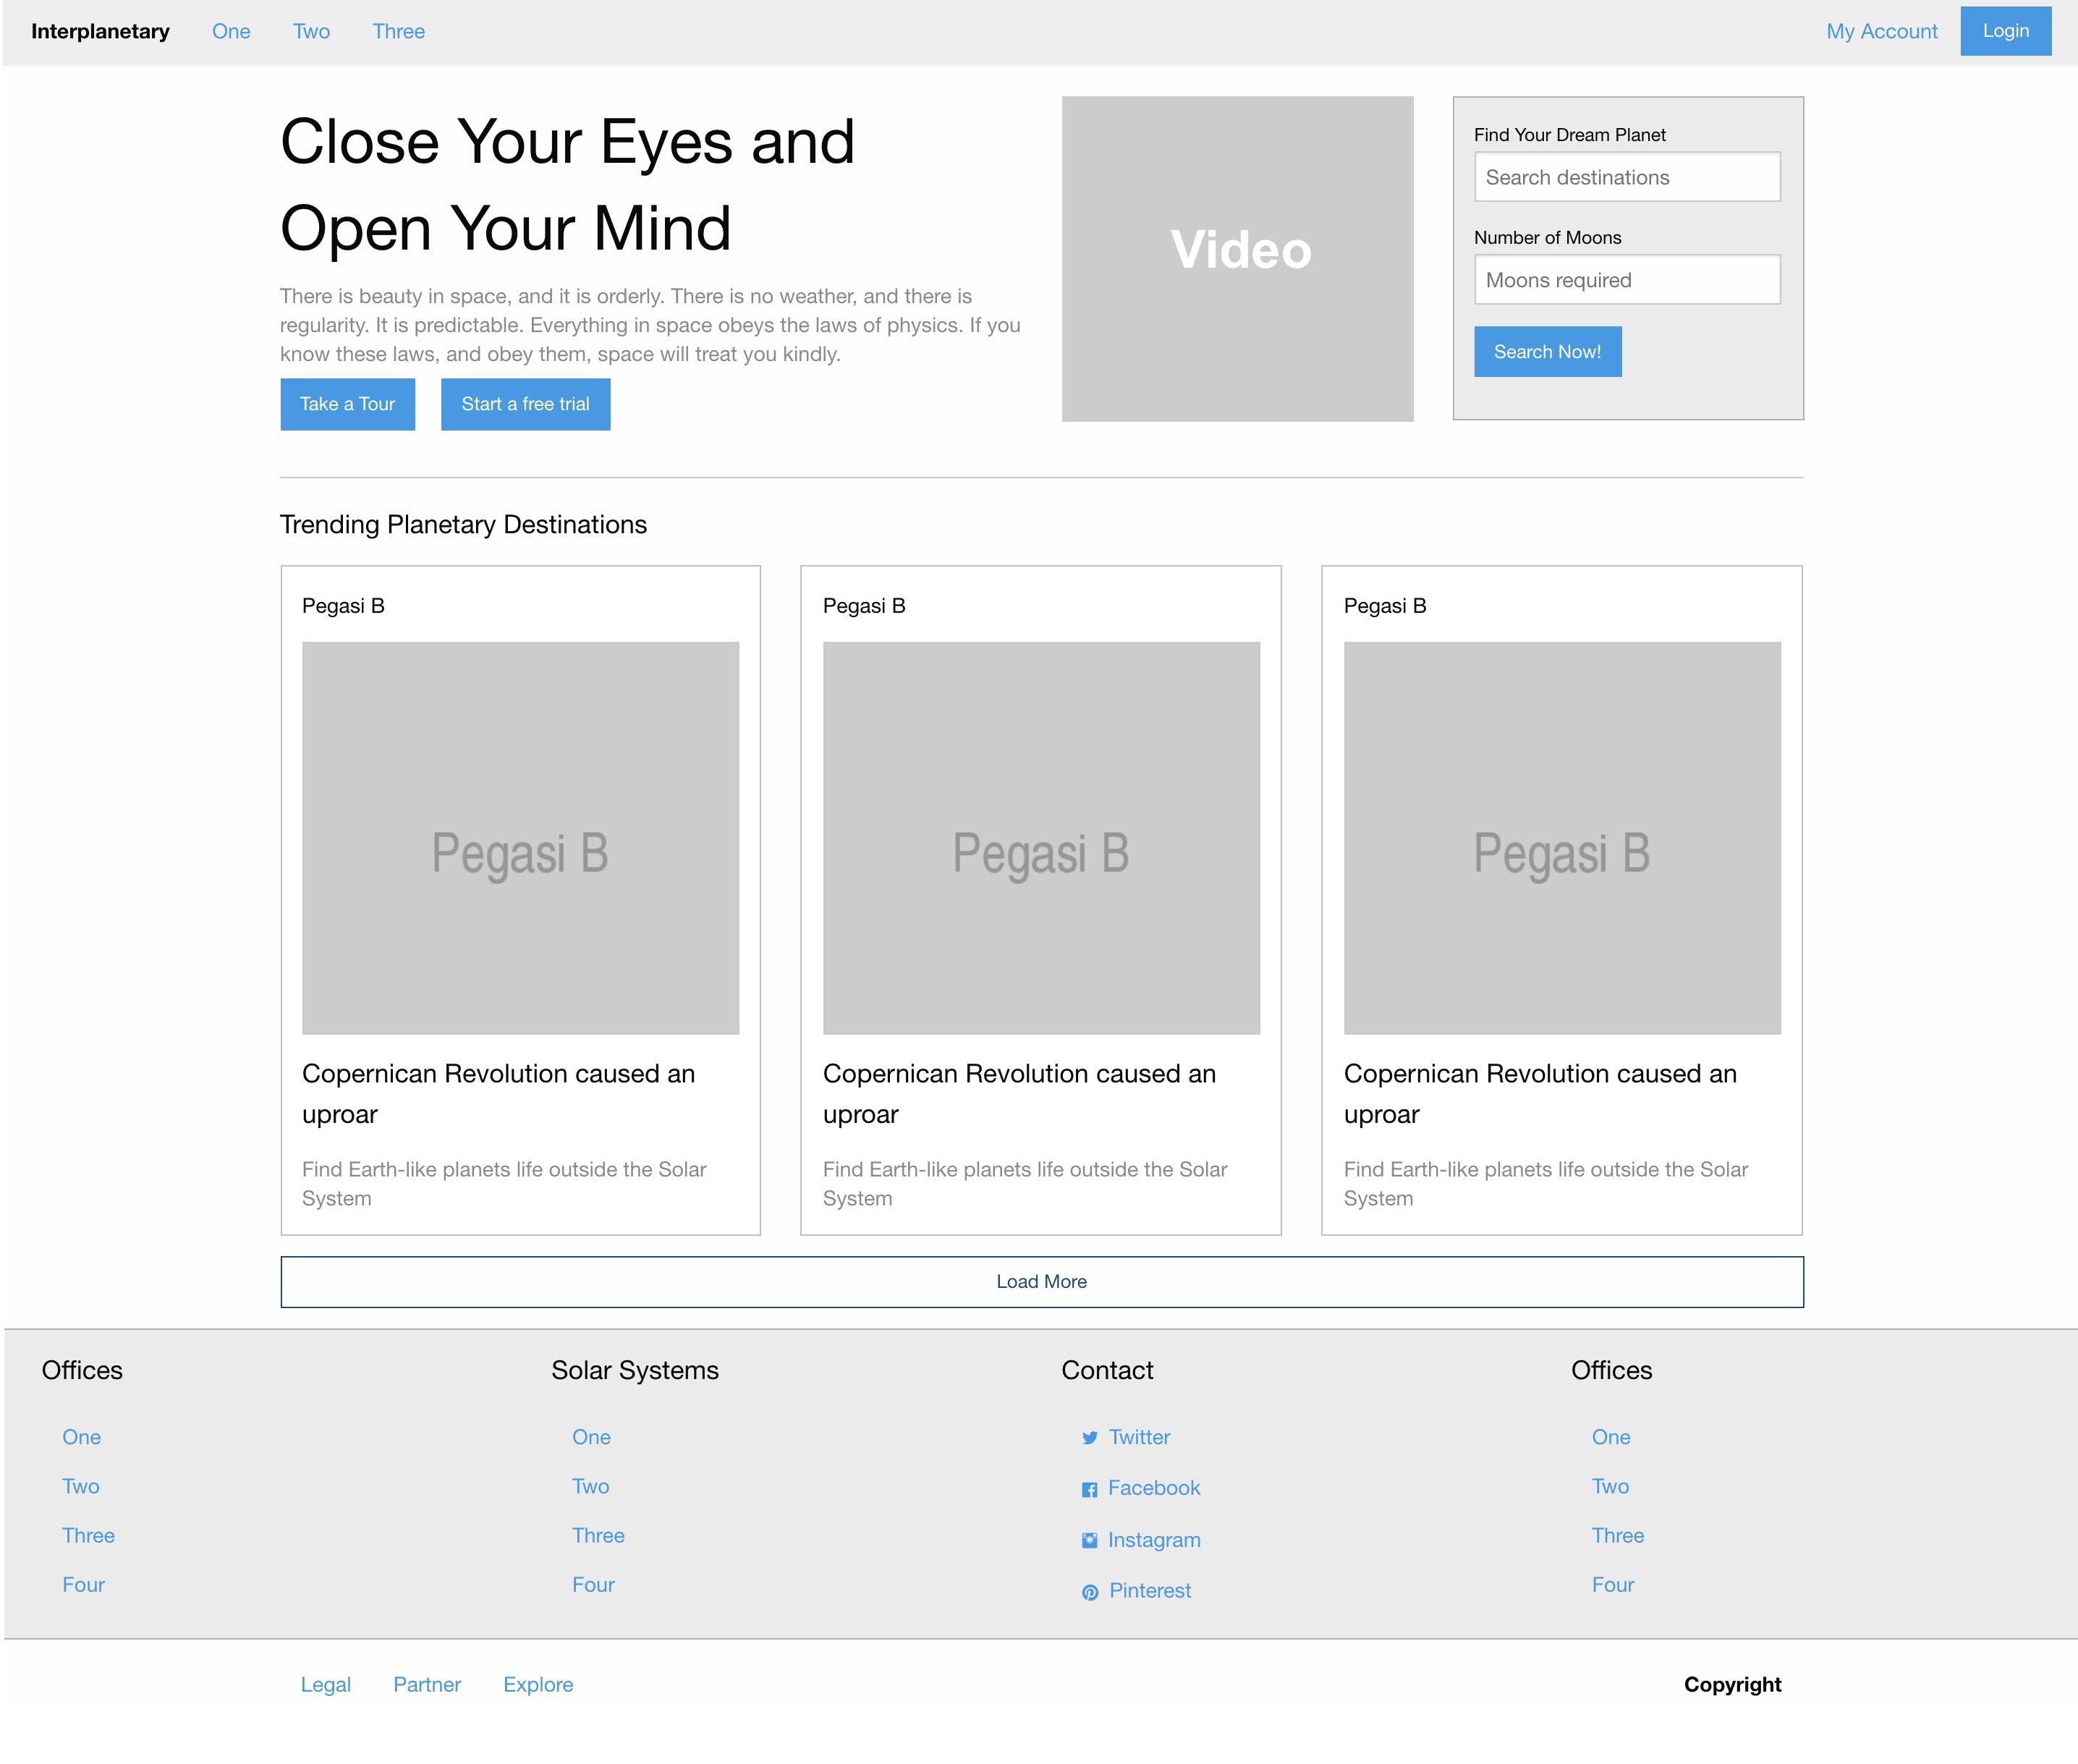 Interplanetary One Two Three My Account Login
Close Your Eyes and
Open Your Mind
There is beauty in space, and it is orderly. There is no weather, and there is
regularity. It is predictable. Everything in space obeys the laws of physics. If you
know these laws, and obey them, space will treat you kindly.
Take a Tour Start a free trial
Video
Find Your Dream Planet
Search destinations
Number of Moons
Moons required
Search Now!
Trending Planetary Destinations
Pegasi B
Pegasi B
Copernican Revolution caused an
uproar
Find Earth-like planets life outside the Solar
System
Pegasi B
Pegasi B
Copernican Revolution caused an
uproar
Find Earth-like planets life outside the Solar
System
Pegasi B
Pegasi B
Copernican Revolution caused an
uproar
Find Earth-like planets life outside the Solar
System
Load More
Offices
One
Two
Three
Four
Solar Systems
One
Two
Three
Four
Contact
Twitter
Facebook
Instagram
Pinterest
Offices
One
Two
Three
Four
Legal Partner Explore Copyright